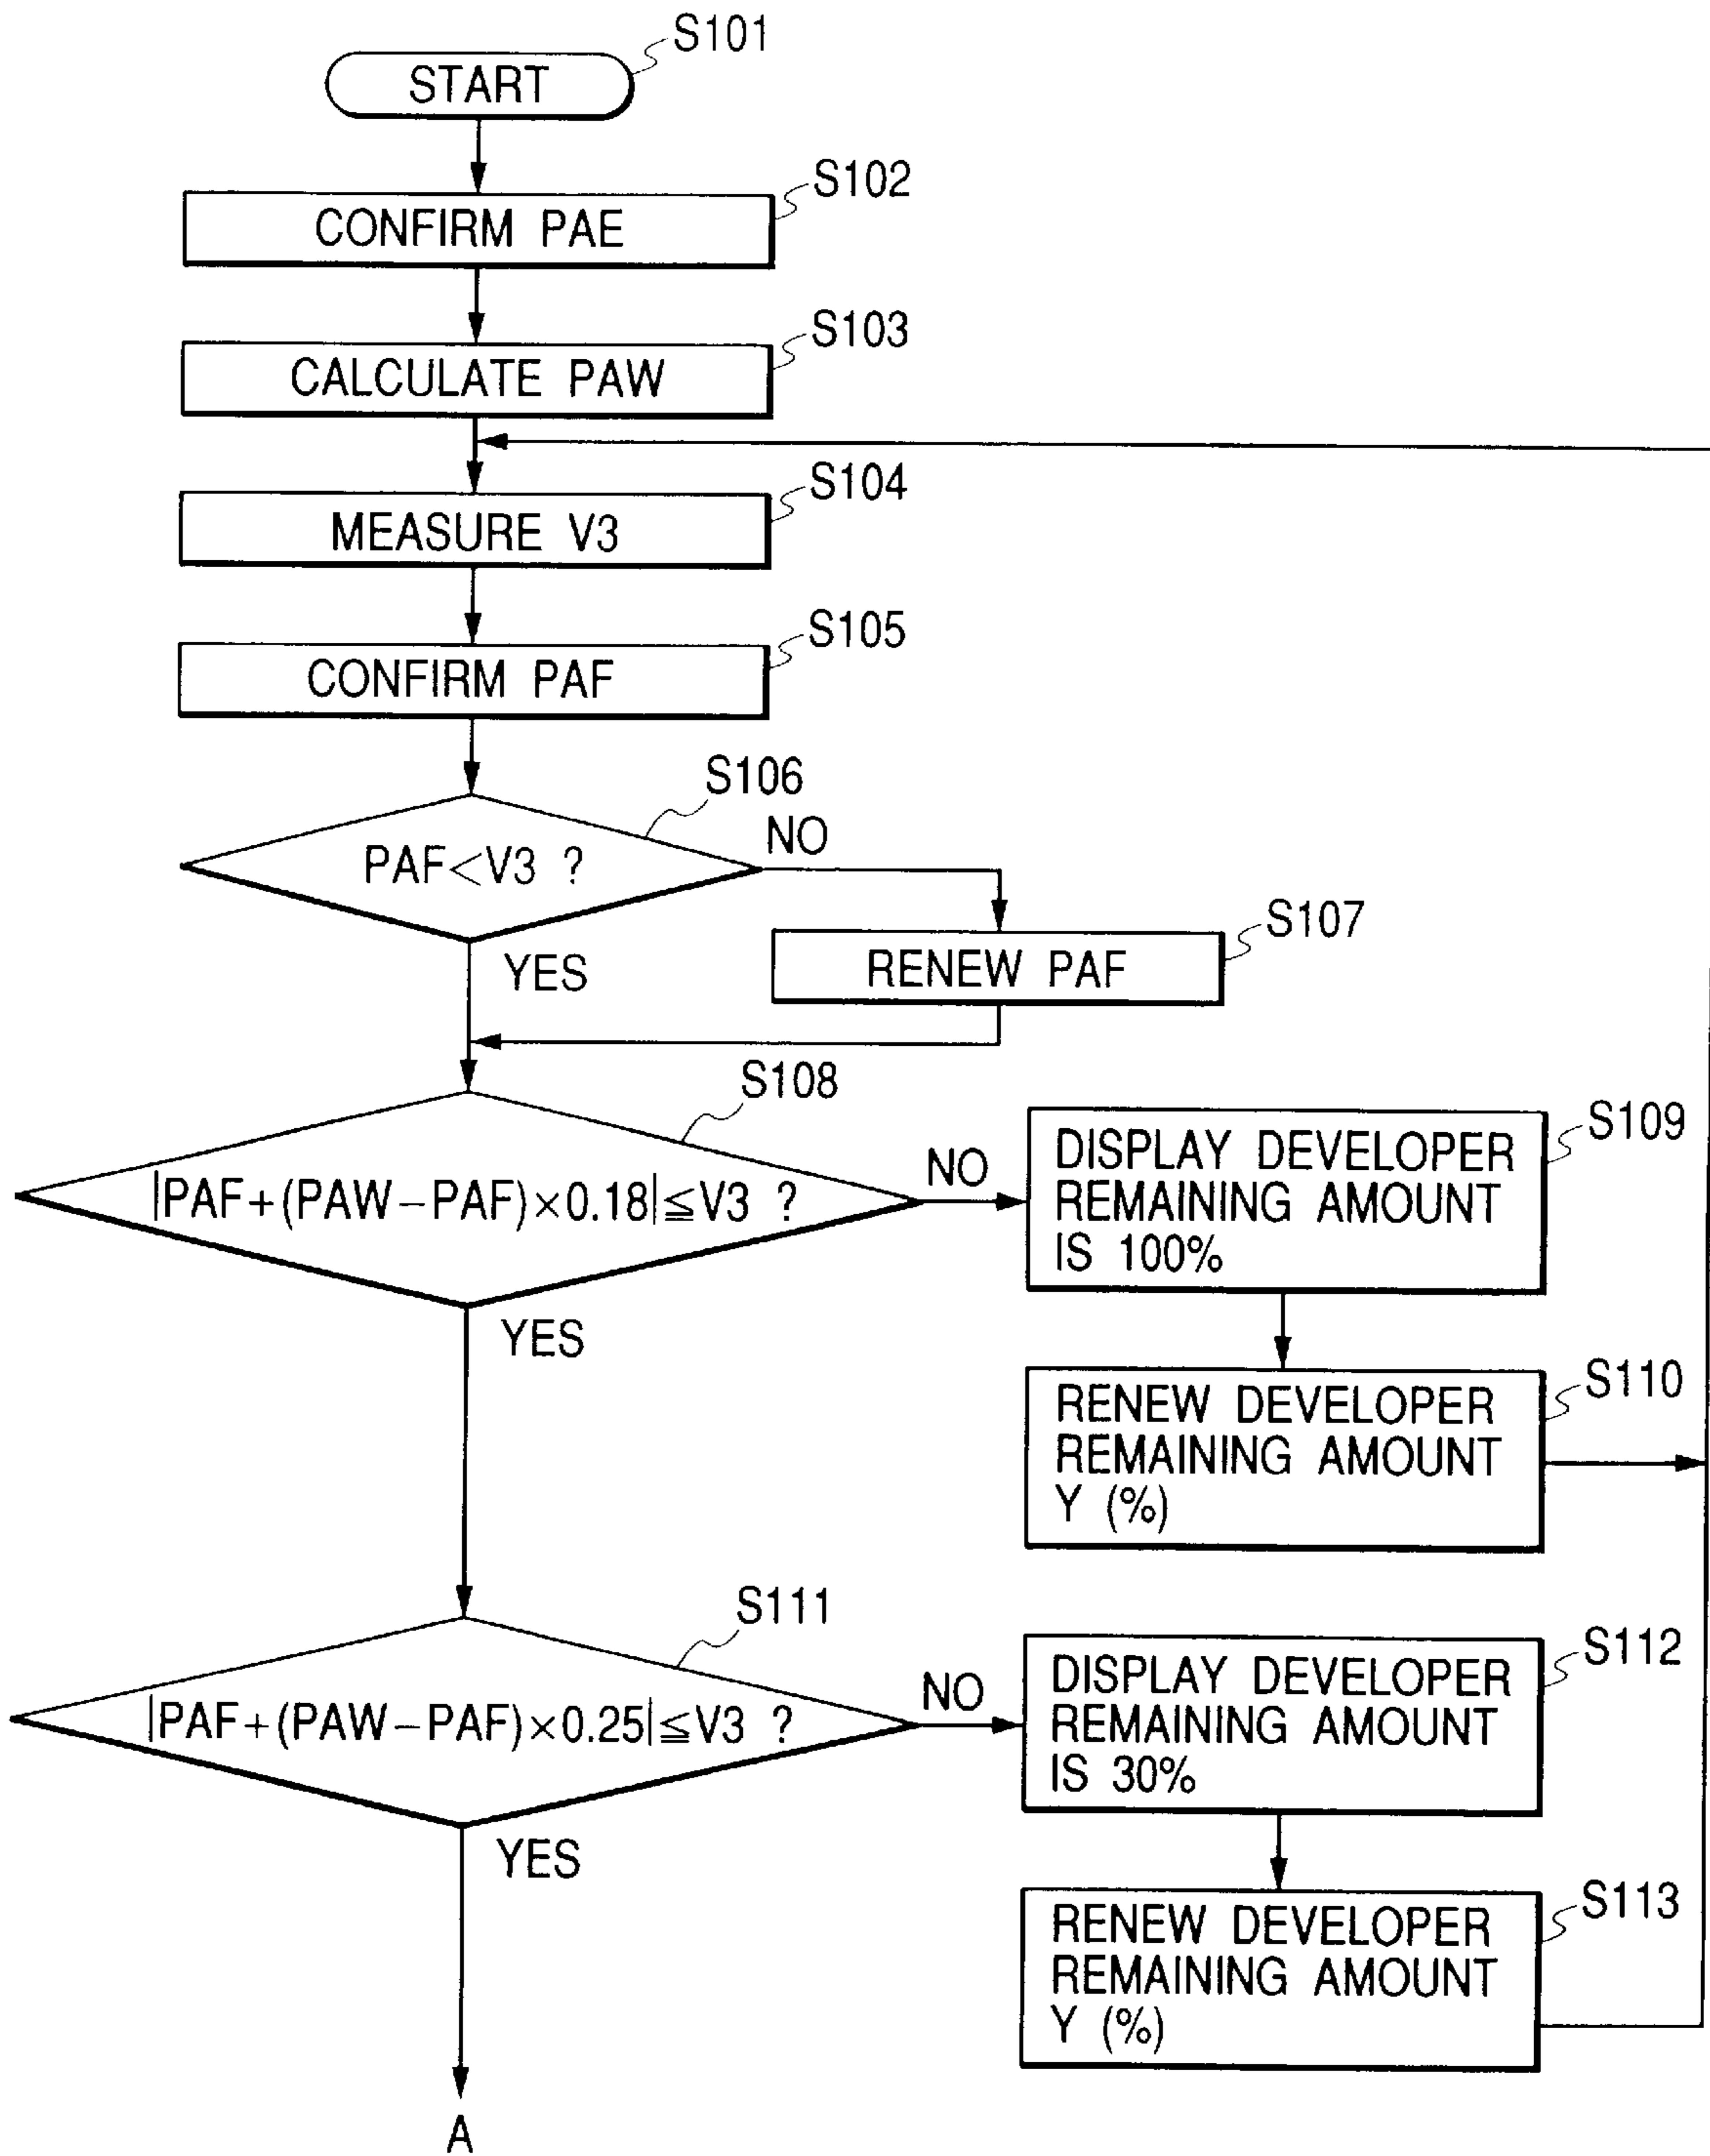 S101
START
S102
CONFIRM PAE
S103
CALCULATE PAW
S104
MEASURE V3
S105
CONFIRM PAF
S106
PAF<V3 ?
NO
YES
S107
RENEW PAF
S108
|PAF+(PAW-PAF)×0.18|≦V3 ?
NO
YES
S109
DISPLAY DEVELOPER
REMAINING AMOUNT
IS 100%
S110
RENEW DEVELOPER
REMAINING AMOUNT
Y (%)
S111
|PAF+(PAW-PAF)×0.25|≦V3 ?
NO
YES
S112
DISPLAY DEVELOPER
REMAINING AMOUNT
IS 30%
S113
RENEW DEVELOPER
REMAINING AMOUNT
Y (%)
A